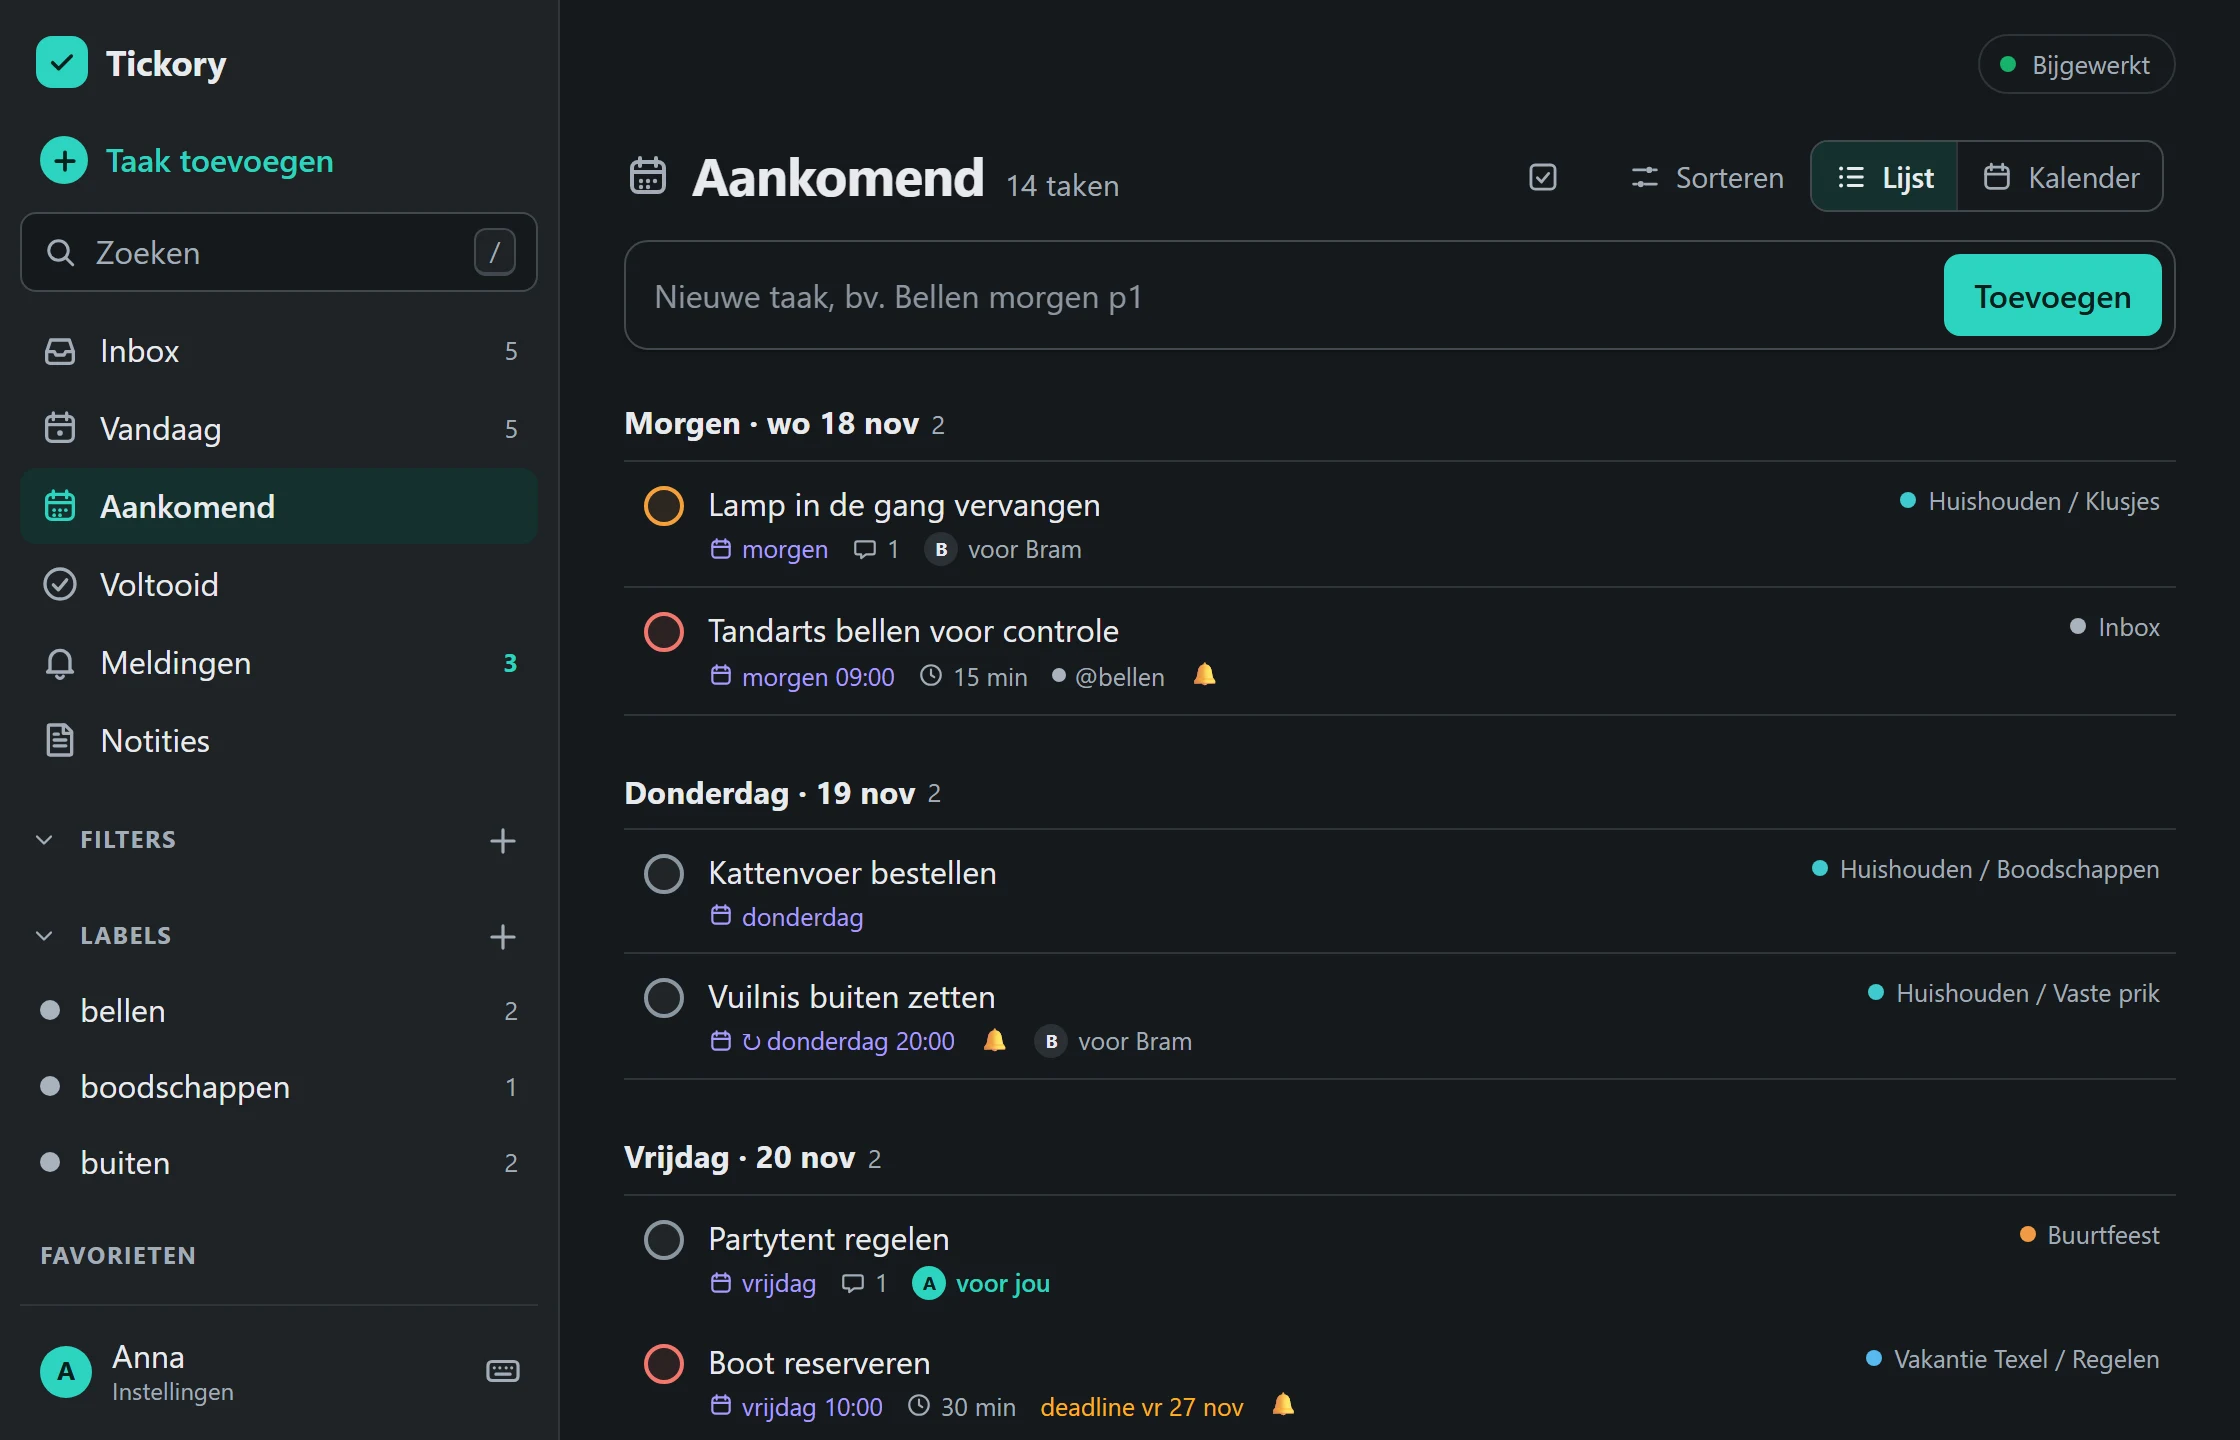 Tickory
Taak toevoegen
Zoeken /
Inbox 5
Vandaag 5
Aankomend
Voltooid
Meldingen 3
Notities
FILTERS
LABELS
bellen 2
boodschappen 1
buiten 2
FAVORIETEN
A Anna
Instellingen
Bijgewerkt
Aankomend 14 taken
Sorteren Lijst Kalender
Nieuwe taak, bv. Bellen morgen p1 Toevoegen
Morgen · wo 18 nov 2
Lamp in de gang vervangen Huishouden / Klusjes
morgen 1 B voor Bram
Tandarts bellen voor controle Inbox
morgen 09:00 15 min @bellen
Donderdag · 19 nov 2
Kattenvoer bestellen Huishouden / Boodschappen
donderdag
Vuilnis buiten zetten Huishouden / Vaste prik
↻ donderdag 20:00 B voor Bram
Vrijdag · 20 nov 2
Partytent regelen Buurtfeest
vrijdag 1 A voor jou
Boot reserveren Vakantie Texel / Regelen
vrijdag 10:00 30 min deadline vr 27 nov